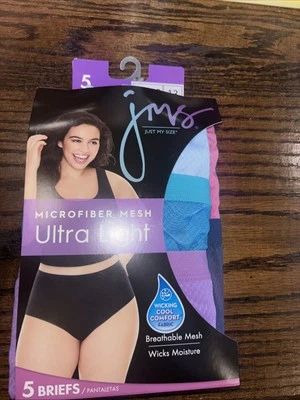 5
jms
JUST MY SIZE®
MICROFIBER MESH
Ultra Light
WICKING
COOL
COMFORT
FABRIC
Breathable Mesh
Wicks Moisture
5 BRIEFS / PANTALETAS